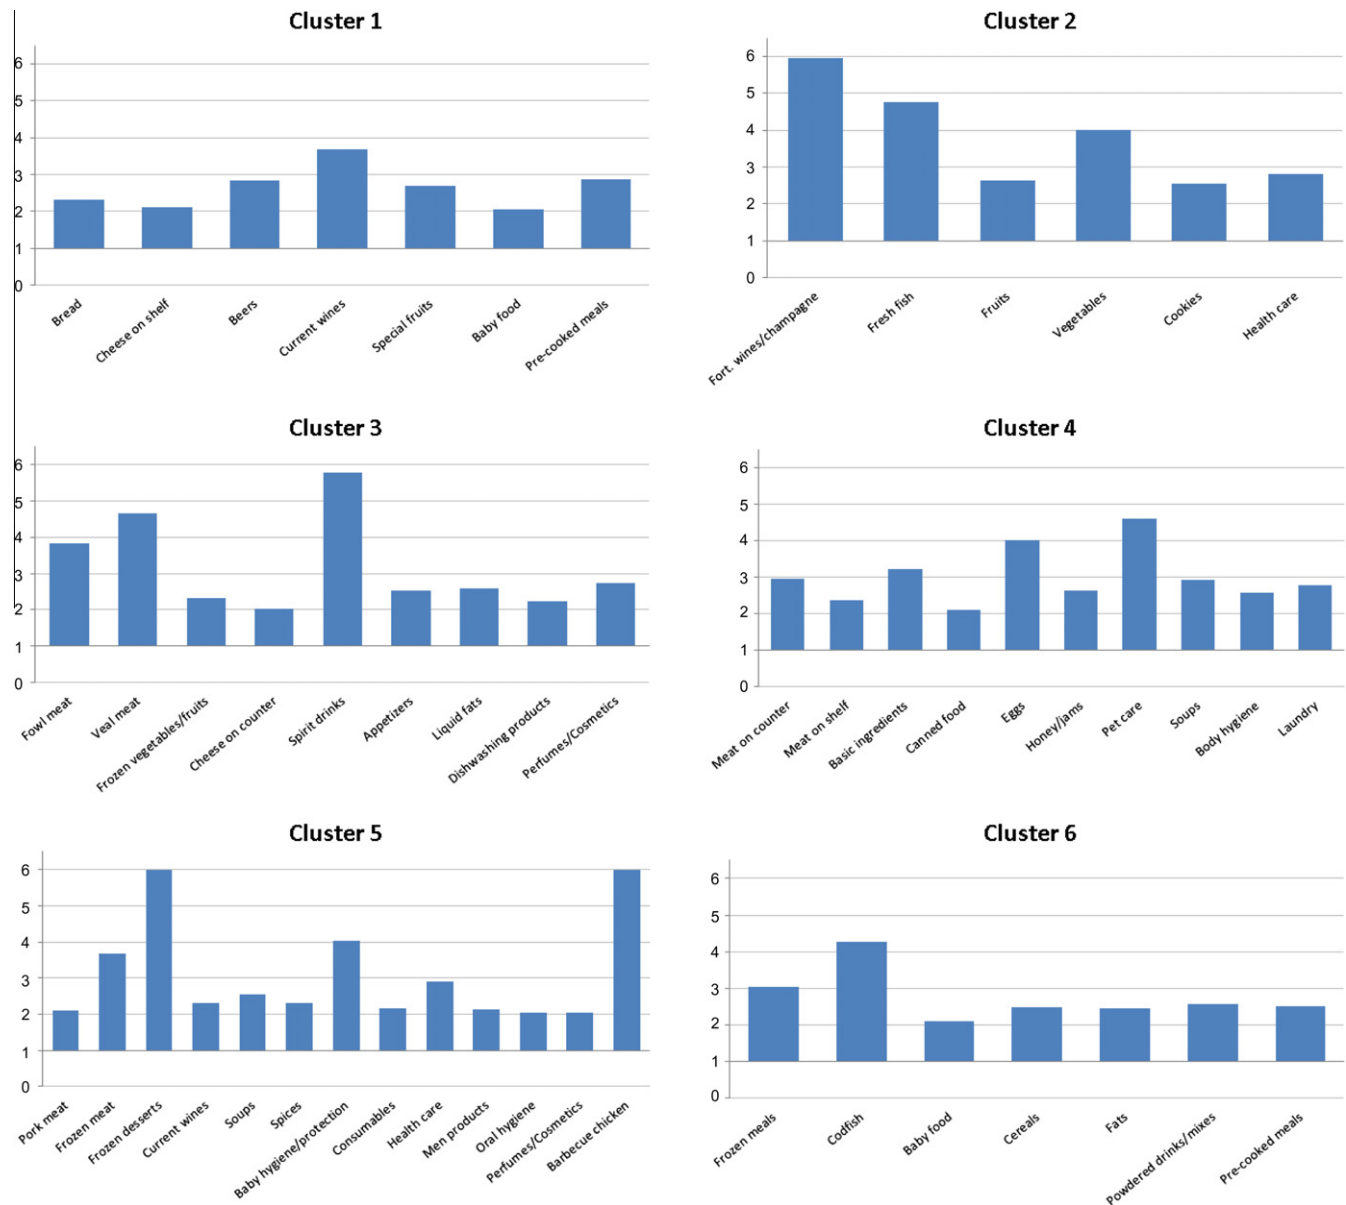 Cluster 1
6
5
4
3
2
1
0
Bread
Cheese on shelf
Beers
Current wines
Special fruits
Baby food
Pre-cooked meals
Cluster 2
6
5
4
3
2
1
0
Fort. wines/champagne
Fresh fish
Fruits
Vegetables
Cookies
Health care
Cluster 3
6
5
4
3
2
1
0
Fowl meat
Veal meat
Frozen vegetables/fruits
Cheese on counter
Spirit drinks
Appetizers
Liquid fats
Dishwashing products
Perfumes/Cosmetics
Cluster 4
6
5
4
3
2
1
0
Meat on counter
Meat on shelf
Basic ingredients
Canned food
Eggs
Honey/jams
Pet care
Soups
Body hygiene
Laundry
Cluster 5
6
5
4
3
2
1
0
Pork meat
Frozen meat
Frozen desserts
Current wines
Soups
Spices
Baby hygiene/protection
Consumables
Health care
Men products
Oral hygiene
Perfumes/Cosmetics
Barbecue chicken
Cluster 6
6
5
4
3
2
1
0
Frozen meals
Codfish
Baby food
Cereals
Fats
Powdered drinks/mixes
Pre-cooked meals